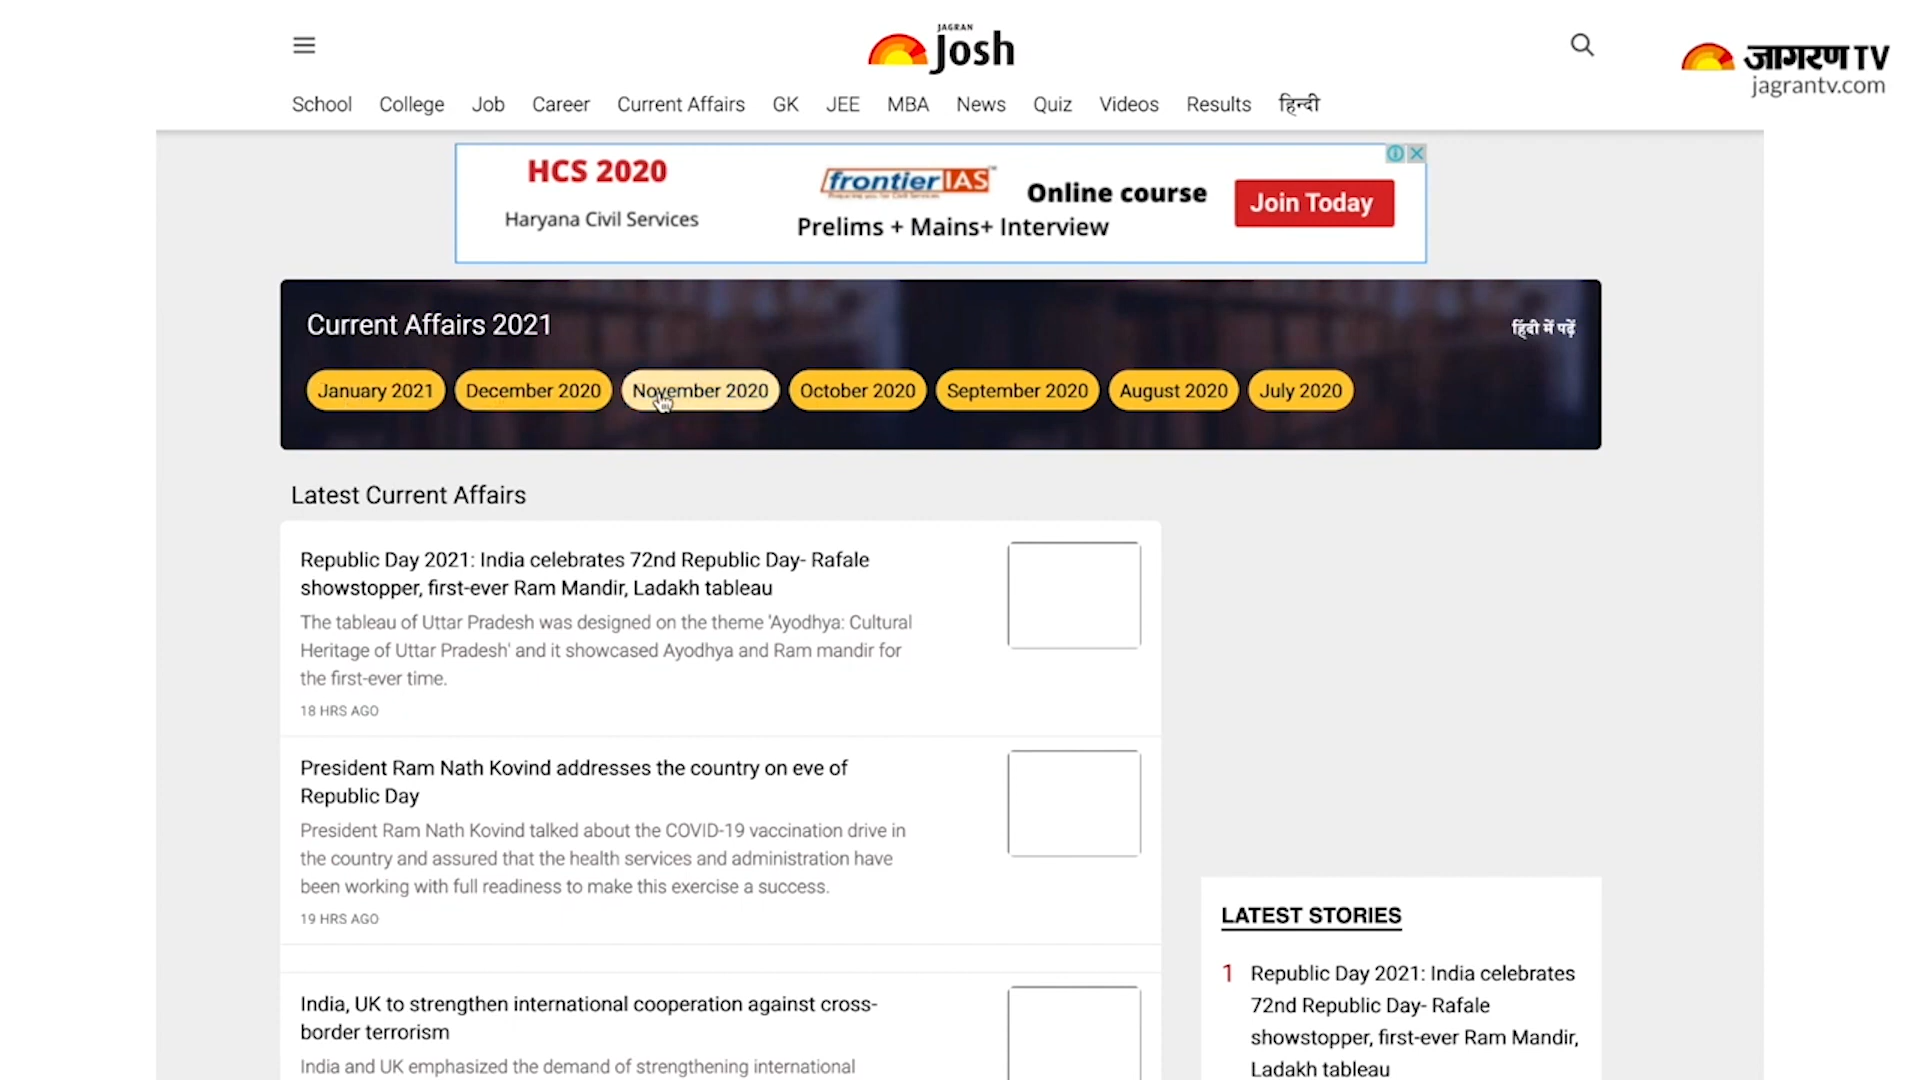 JAGRAN
Josh
जागरण TV
jagrantv.com
School College Job Career Current Affairs GK JEE MBA News Quiz Videos Results हिन्दी
HCS 2020
Haryana Civil Services
frontier IAS
Online course
Prelims + Mains+ Interview
Join Today
Current Affairs 2021
हिंदी में पढ़ें
January 2021 December 2020 November 2020 October 2020 September 2020 August 2020 July 2020
Latest Current Affairs
Republic Day 2021: India celebrates 72nd Republic Day- Rafale
showstopper, first-ever Ram Mandir, Ladakh tableau
The tableau of Uttar Pradesh was designed on the theme 'Ayodhya: Cultural
Heritage of Uttar Pradesh' and it showcased Ayodhya and Ram mandir for
the first-ever time.
18 HRS AGO
President Ram Nath Kovind addresses the country on eve of
Republic Day
President Ram Nath Kovind talked about the COVID-19 vaccination drive in
the country and assured that the health services and administration have
been working with full readiness to make this exercise a success.
19 HRS AGO
India, UK to strengthen international cooperation against cross-
border terrorism
India and UK emphasized the demand of strengthening international
LATEST STORIES
1 Republic Day 2021: India celebrates
72nd Republic Day- Rafale
showstopper, first-ever Ram Mandir,
Ladakh tableau